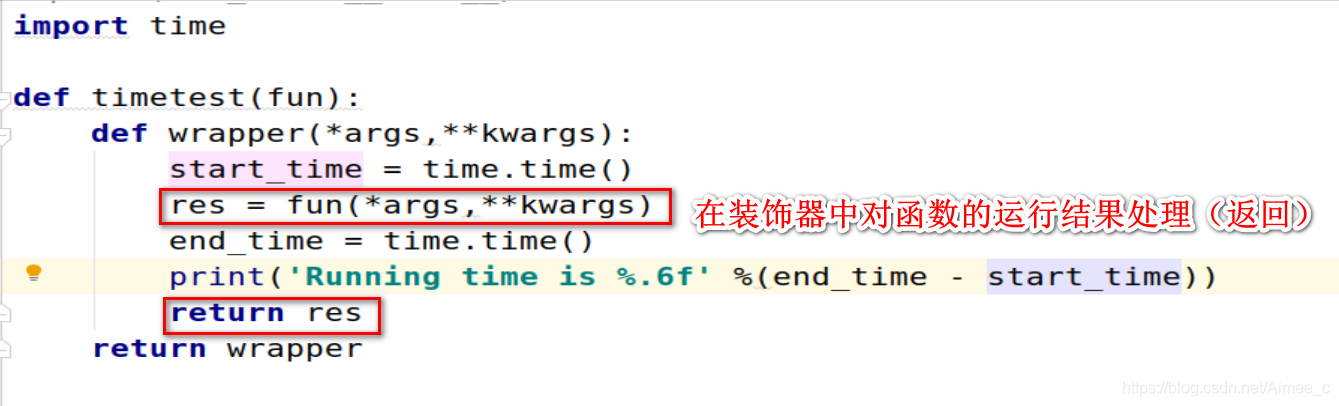 import time
def timetest(fun):
    def wrapper(*args,**kwargs):
        start_time = time.time()
        res = fun(*args,**kwargs) 在装饰器中对函数的运行结果处理（返回）
        end_time = time.time()
        print('Running time is %.6f' %(end_time - start_time))
        return res
    return wrapper
https://blog.csdn.net/Aimee_c